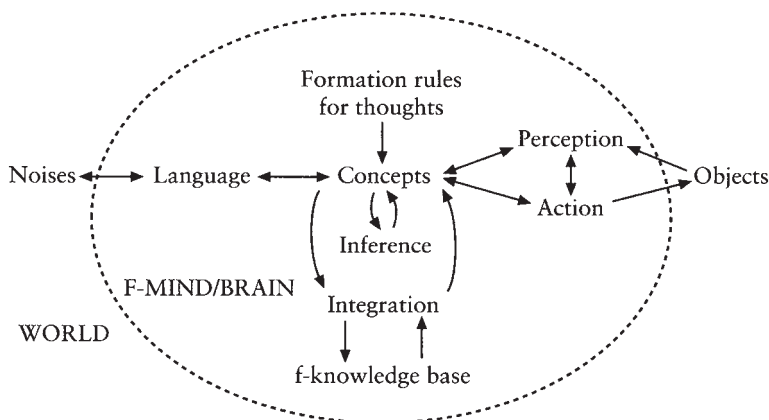 Formation rules
for thoughts
Perception
Noises
Language
Concepts
Objects
Action
Inference
F-MIND/BRAIN
Integration
WORLD
f-knowledge base